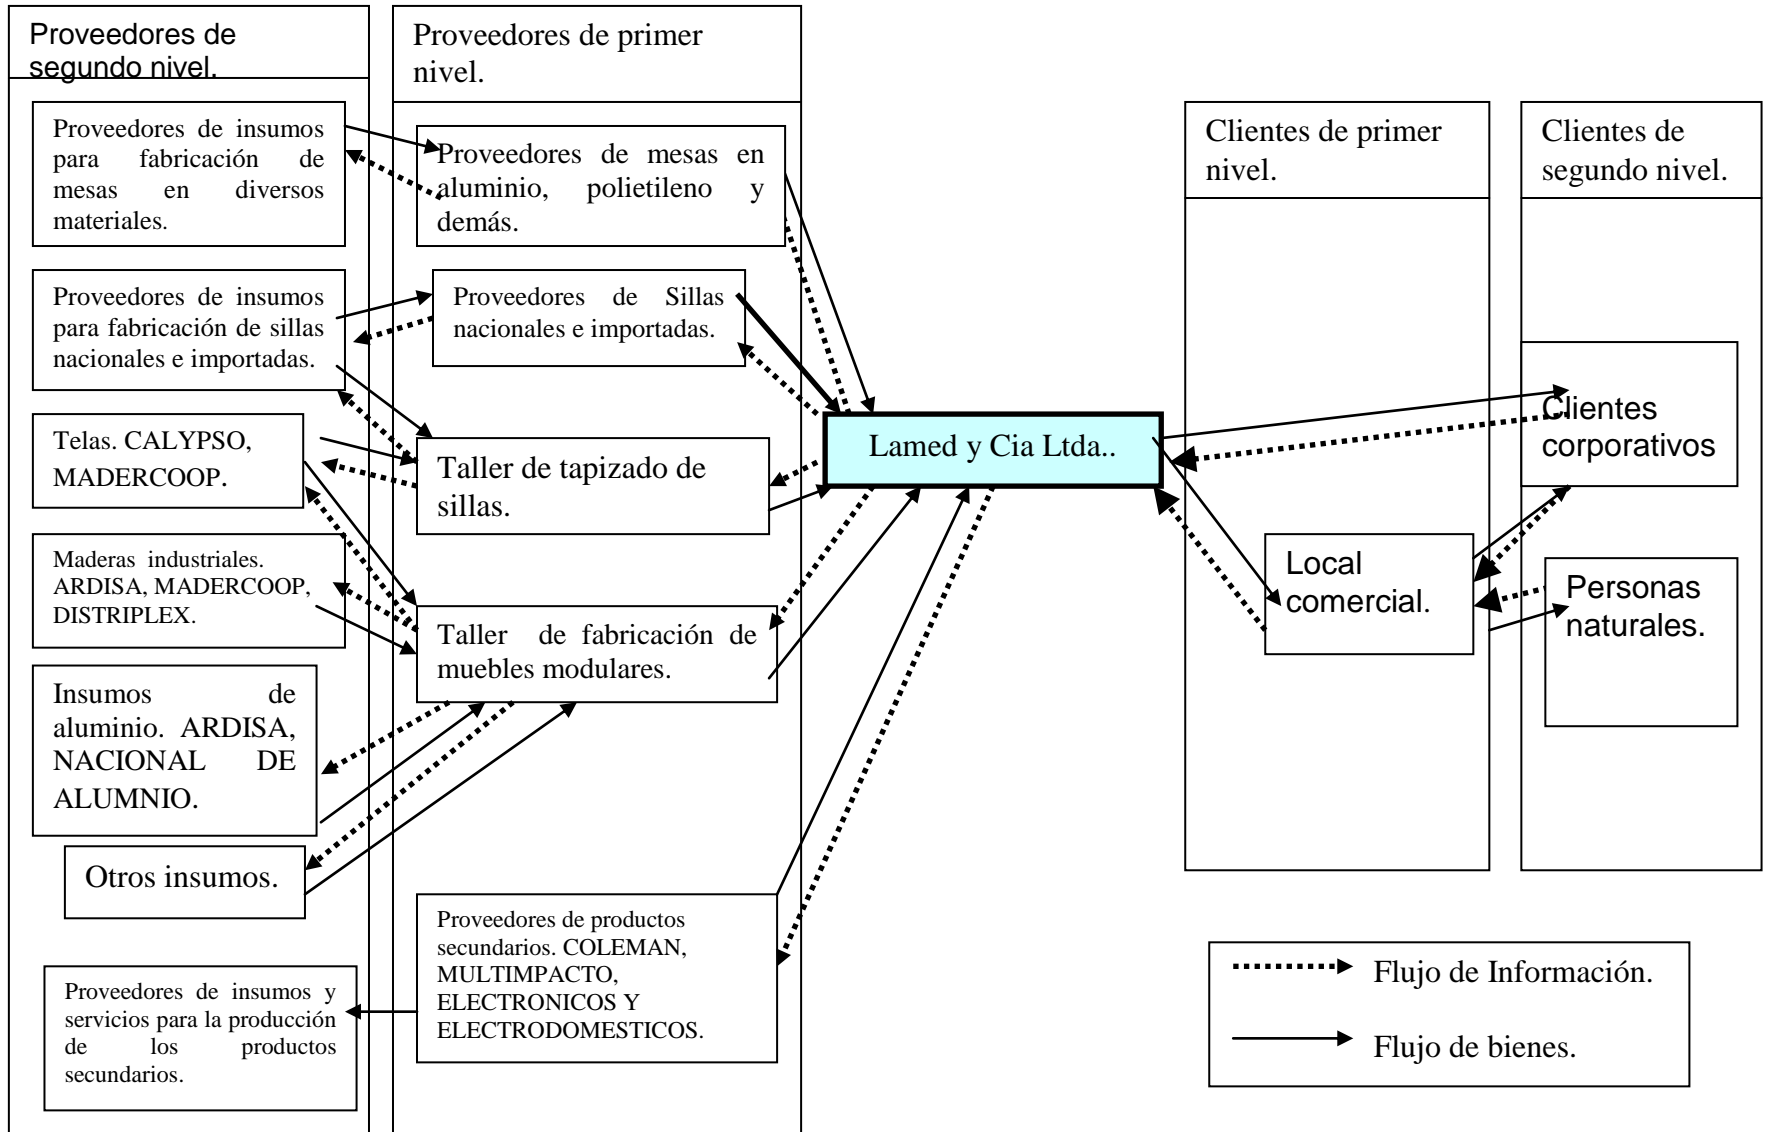 Proveedores de
segundo nivel.
Proveedores de insumos
para fabricación de
mesas en diversos
materiales.
Proveedores de insumos
para fabricación de sillas
nacionales e importadas.
Telas. CALYPSO,
MADERCOOP.
Maderas industriales.
ARDISA, MADERCOOP,
DISTRIPLEX.
Insumos de
aluminio. ARDISA,
NACIONAL DE
ALUMNIO.
Otros insumos.
Proveedores de insumos y
servicios para la producción
de los productos
secundarios.
Proveedores de primer
nivel.
Proveedores de mesas en
aluminio, polietileno y
demás.
Proveedores de Sillas
nacionales e importadas.
Taller de tapizado de
sillas.
Taller de fabricación de
muebles modulares.
Proveedores de productos
secundarios. COLEMAN,
MULTIMPACTO,
ELECTRONICOS Y
ELECTRODOMESTICOS.
Lamed y Cia Ltda..
Clientes de primer
nivel.
Local
comercial.
Clientes de
segundo nivel.
Clientes
corporativos
Personas
naturales.
Flujo de Información.
Flujo de bienes.